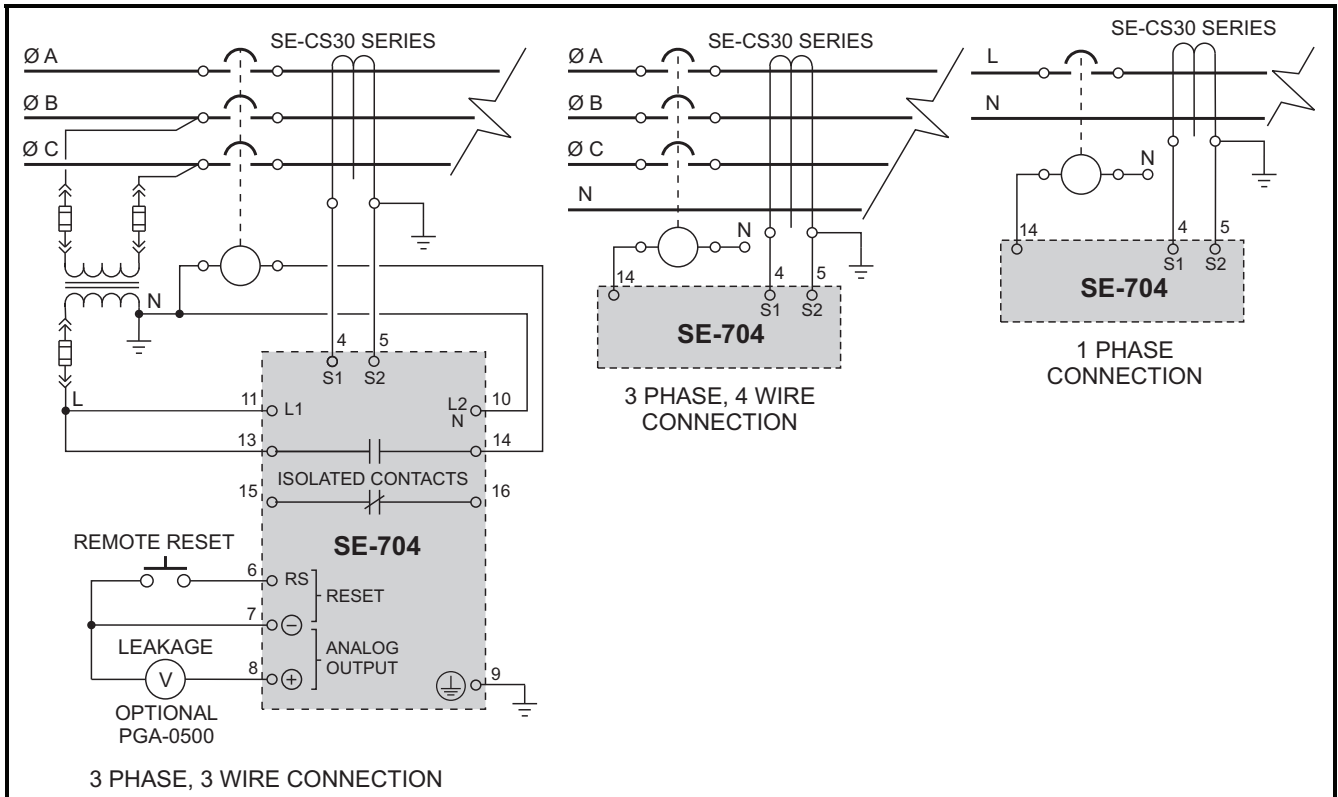 SE-CS30 SERIES
Ø A
Ø B
Ø C
N
L
4
5
S1
S2
11
L1
L2
N
10
13
14
ISOLATED CONTACTS
15
16
SE-704
REMOTE RESET
6
RS
RESET
7
−
LEAKAGE
ANALOG
OUTPUT
8
+
V
9
OPTIONAL
PGA-0500
3 PHASE, 3 WIRE CONNECTION
SE-CS30 SERIES
Ø A
Ø B
Ø C
N
N
14
4
5
S1
S2
SE-704
3 PHASE, 4 WIRE
CONNECTION
SE-CS30 SERIES
L
N
N
14
4
5
S1
S2
SE-704
1 PHASE
CONNECTION